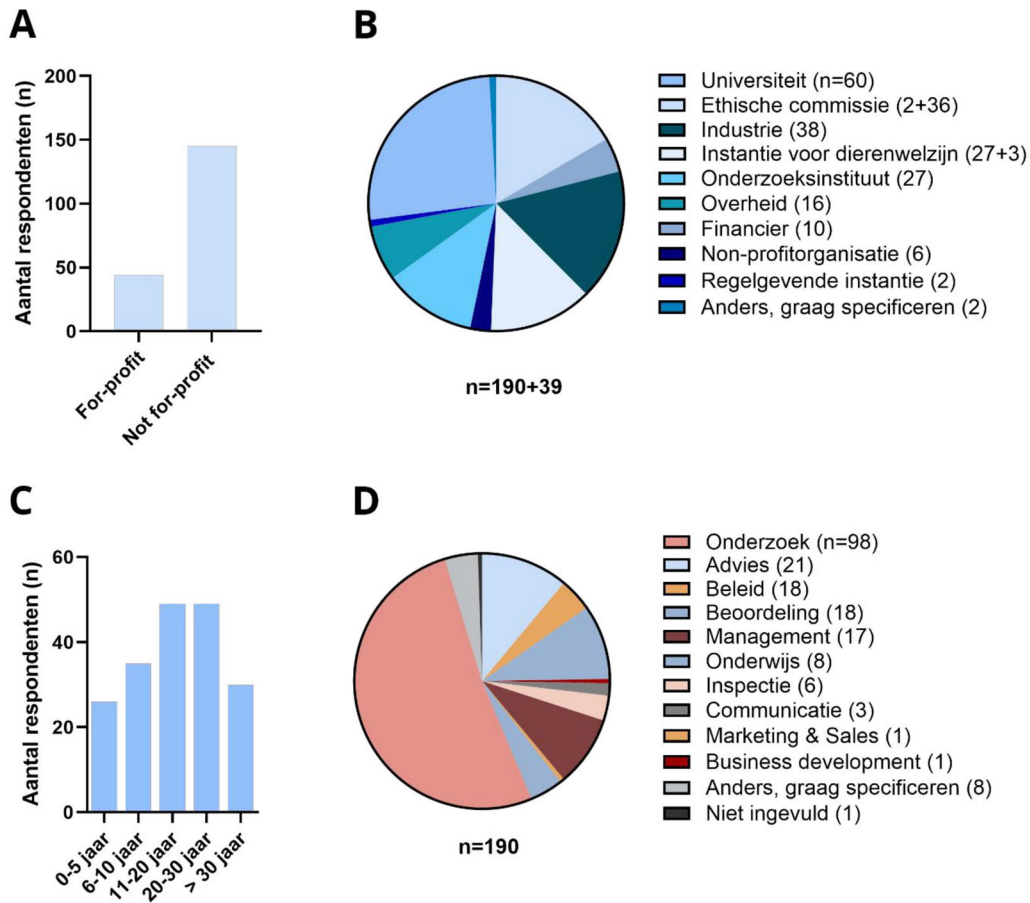 A
Aantal respondenten (n)
200
150
100
50
0
For-profit
Not for-profit
B
Universiteit (n=60)
Ethische commissie (2+36)
Industrie (38)
Instantie voor dierenwelzijn (27+3)
Onderzoeksinstituut (27)
Overheid (16)
Financier (10)
Non-profitorganisatie (6)
Regelgevende instantie (2)
Anders, graag specificeren (2)
n=190+39
C
Aantal respondenten (n)
60
40
20
0
0-5 jaar
6-10 jaar
11-20 jaar
20-30 jaar
> 30 jaar
D
Onderzoek (n=98)
Advies (21)
Beleid (18)
Beoordeling (18)
Management (17)
Onderwijs (8)
Inspectie (6)
Communicatie (3)
Marketing & Sales (1)
Business development (1)
Anders, graag specificeren (8)
Niet ingevuld (1)
n=190